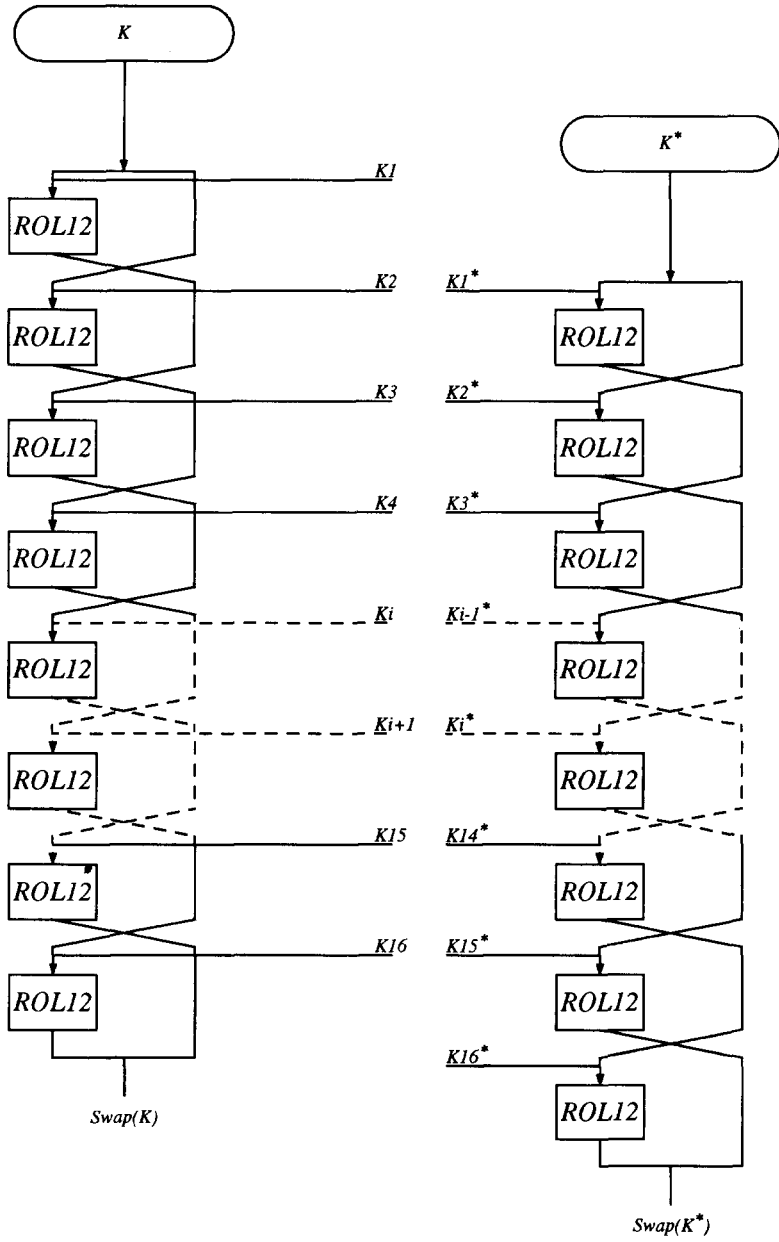 K
K*
K1
ROL12
K2
K1*
ROL12
ROL12
K3
K2*
ROL12
ROL12
K4
K3*
ROL12
ROL12
Ki
Ki-1*
ROL12
ROL12
Ki+1
Ki*
ROL12
ROL12
K15
K14*
ROL12
ROL12
K16
K15*
ROL12
ROL12
K16*
ROL12
Swap(K)
Swap(K*)